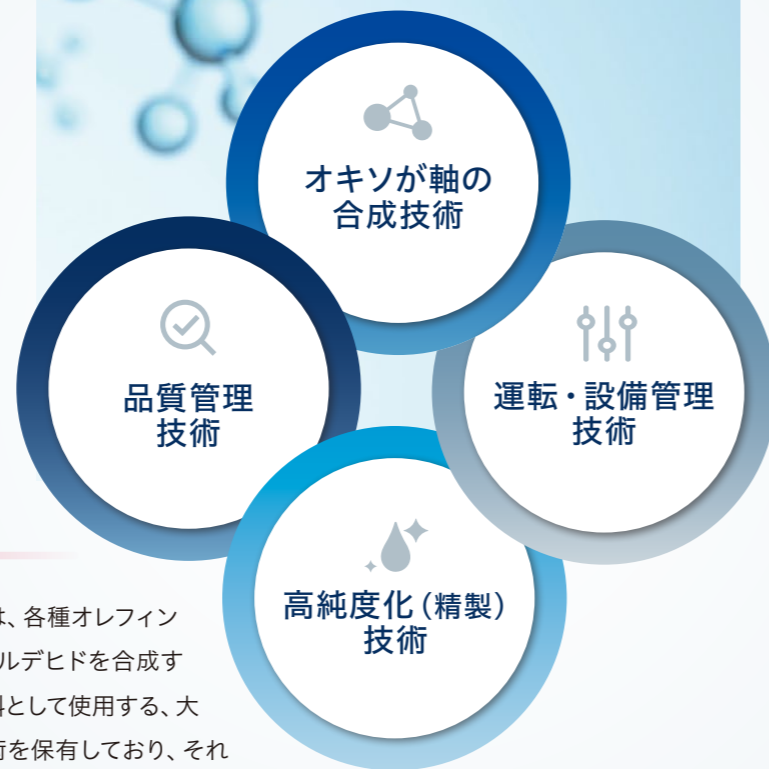 オキソが軸の
合成技術
品質管理
技術
運転・設備管理
技術
高純度化（精製）
技術
は、各種オレフィン
ルデヒドを合成す
として使用する、大
術を保有しており、それ